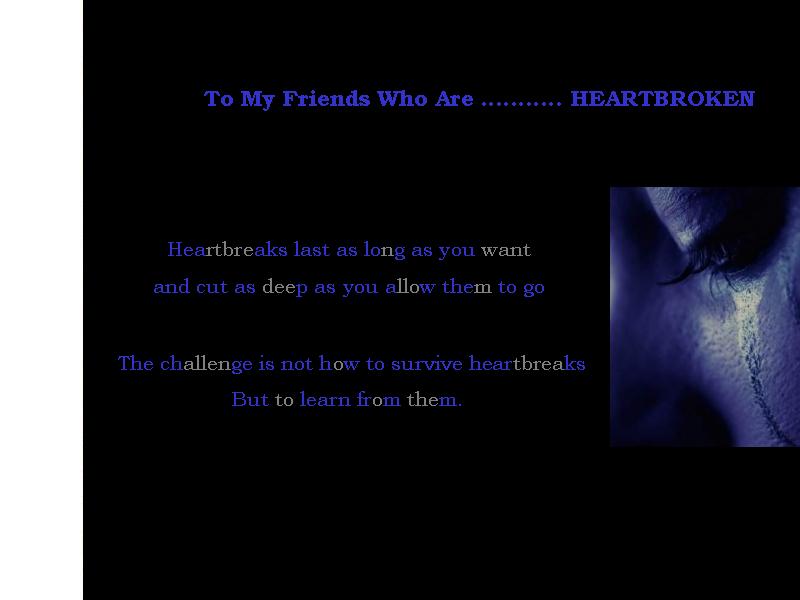 To My Friends Who Are ........... HEARTBROKEN
Heartbreaks last as long as you want
and cut as deep as you allow them to go
The challenge is not how to survive heartbreaks
But to learn from them.